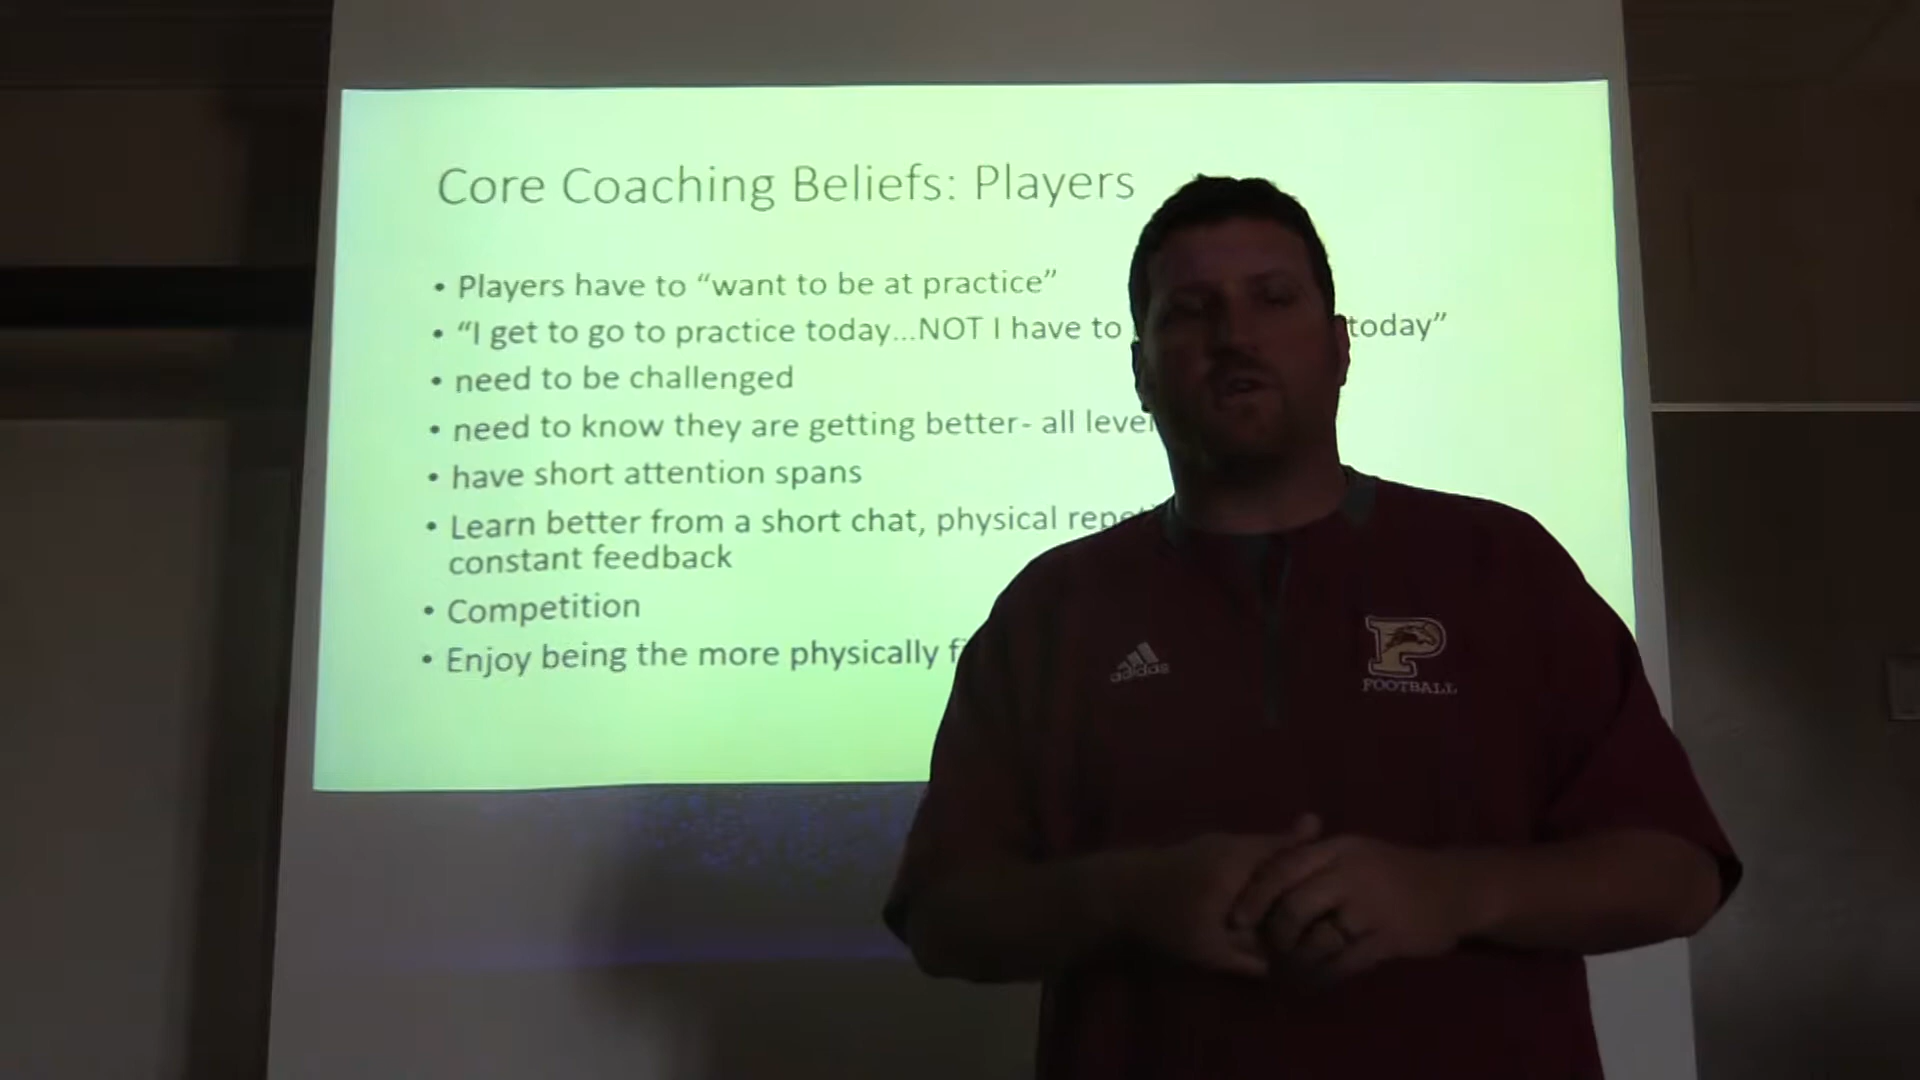 Core Coaching Beliefs: Players
• Players have to “want to be at practice”
• “I get to go to practice today...NOT I have to today”
• need to be challenged
• need to know they are getting better- all
• have short attention spans
• Learn better from a short chat, physical
constant feedback
• Competition
• Enjoy being the more physically
adidas
P
FOOTBALL